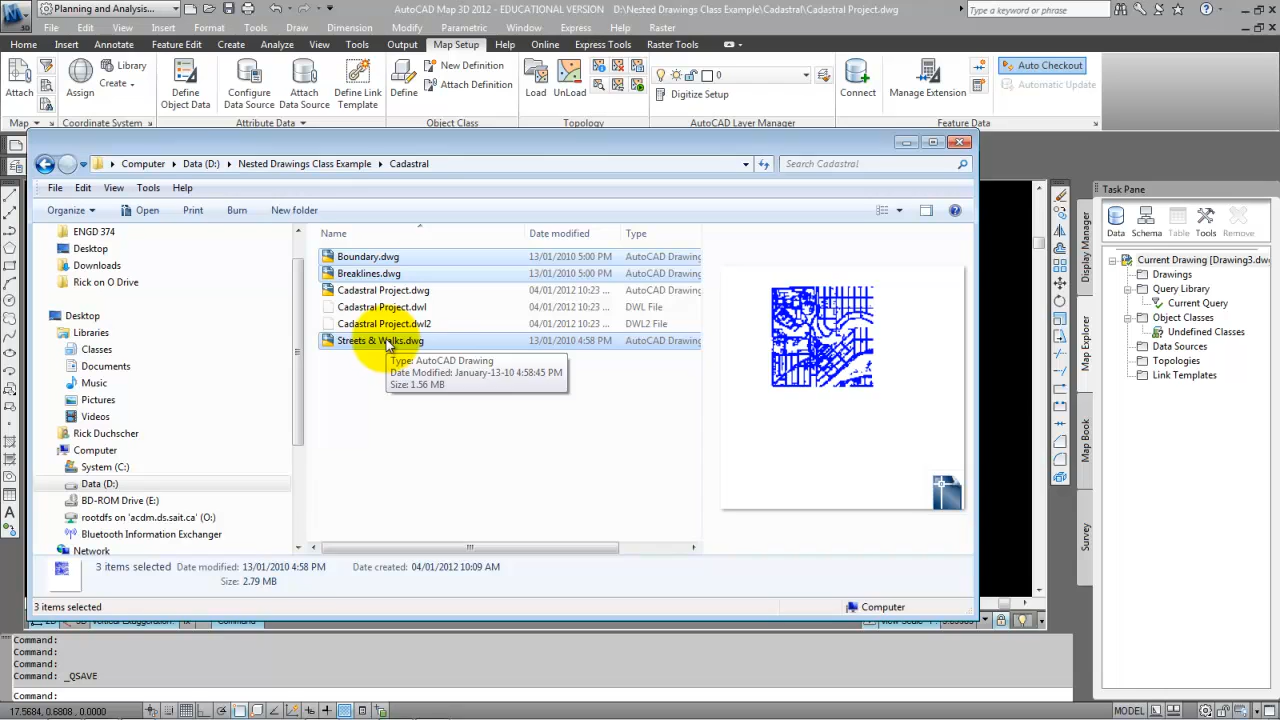 Planning and Analysis...
AutoCAD Map 3D 2012 - EDUCATIONAL VERSION D:\Nested Drawings Class Example\Cadastral\Cadastral Project.dwg
Type a keyword or phrase
3D
File Edit View Insert Format Tools Draw Dimension Modify Parametric Window Express Help Raster
Home Insert Annotate Feature Edit Create Analyze View Tools Output Map Setup Help Online Express Tools Raster Tools
Library
Create
New Definition
Attach Definition
0
Digitize Setup
Auto Checkout
Automatic Update
Attach Assign Define Object Data Configure Data Source Attach Data Source Define Template Define Load UnLoad Connect Manage Extension
Map Coordinate System Attribute Data Object Class Topology AutoCAD Layer Manager Feature Data
Computer Data (D:) Nested Drawings Class Example Cadastral
Search Cadastral
File Edit View Tools Help
Organize Open Print Burn New folder
Name Date modified Type
ENGD 374
Desktop
Downloads
Rick on O Drive
Desktop
Libraries
Classes
Documents
Music
Pictures
Videos
Rick Duchscher
Computer
System (C:)
Data (D:)
BD-ROM Drive (E:)
rootdfs on 'acdm.ds.sait.ca' (O:)
Bluetooth Information Exchanger
Network
Boundary.dwg 13/01/2010 5:00 PM AutoCAD Drawing
Breaklines.dwg 13/01/2010 5:00 PM AutoCAD Drawing
Cadastral Project.dwg 04/01/2012 10:23 ... AutoCAD Drawing
Cadastral Project.dwl 04/01/2012 10:23 ... DWL File
Cadastral Project.dwl2 04/01/2012 10:23 ... DWL2 File
Streets & Walks.dwg 13/01/2010 4:58 PM AutoCAD Drawing
Type: AutoCAD Drawing
Date Modified: January-13-10 4:58:45 PM
Size: 1.56 MB
3 items selected Date modified: 13/01/2010 4:58 PM Date created: 04/01/2012 10:09 AM
Size: 2.79 MB
3 items selected
Computer
Task Pane
Data Schema Table Tools Remove
Display Manager
Map Explorer
Map Book
Survey
Current Drawing [Drawing3.dw
Drawings
Query Library
Current Query
Object Classes
Undefined Classes
Data Sources
Topologies
Link Templates
Command:
Command:
Command:
Command: _QSAVE
Command:
17.5684, 0.6808, 0.0000
MODEL